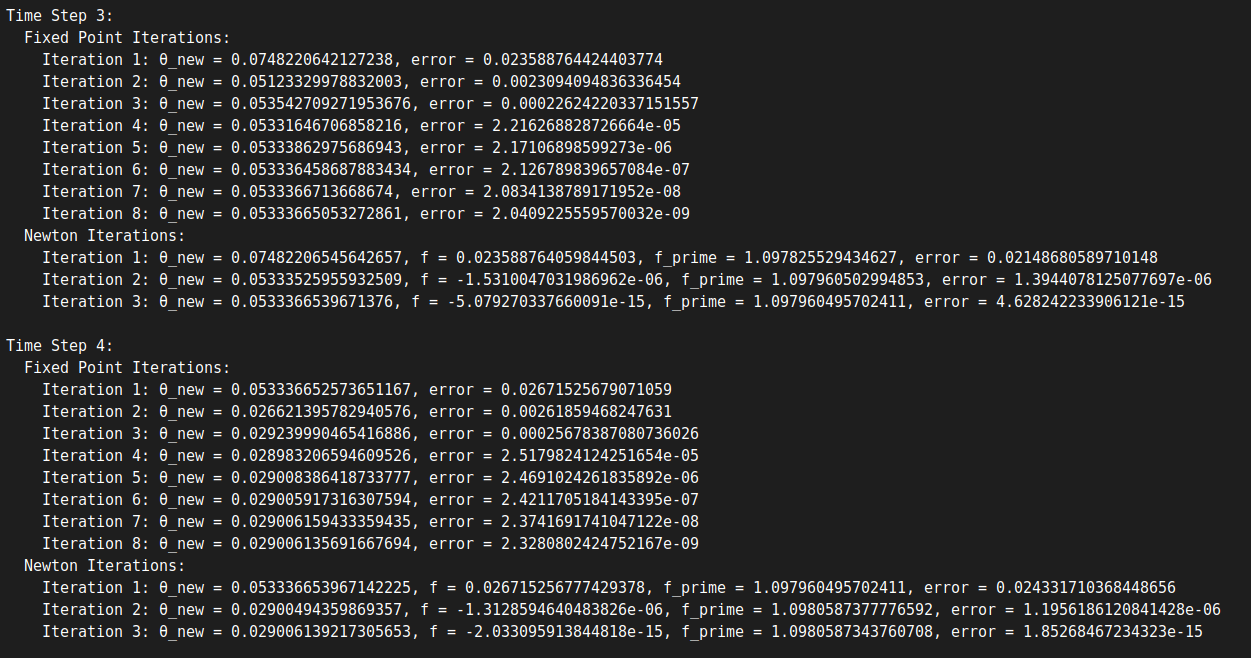 Time Step 3:
Fixed Point Iterations:
Iteration 1: θ_new = 0.0748220642127238, error = 0.023588764424403774
Iteration 2: θ_new = 0.05123329978832003, error = 0.0023094094836336454
Iteration 3: θ_new = 0.053542709271953676, error = 0.00022624220337151557
Iteration 4: θ_new = 0.05331646706858216, error = 2.216268828726664e-05
Iteration 5: θ_new = 0.05333862975686943, error = 2.17106898599273e-06
Iteration 6: θ_new = 0.053336458687883434, error = 2.126789839657084e-07
Iteration 7: θ_new = 0.0533366713668674, error = 2.0834138789171952e-08
Iteration 8: θ_new = 0.05333665053272861, error = 2.0409225559570032e-09
Newton Iterations:
Iteration 1: θ_new = 0.07482206545642657, f = 0.023588764059844503, f_prime = 1.097825529434627, error = 0.02148680589710148
Iteration 2: θ_new = 0.05333525955932509, f = -1.5310047031986962e-06, f_prime = 1.097960502994853, error = 1.3944078125077697e-06
Iteration 3: θ_new = 0.0533366539671376, f = -5.079270337660091e-15, f_prime = 1.097960495702411, error = 4.628242233906121e-15
Time Step 4:
Fixed Point Iterations:
Iteration 1: θ_new = 0.053336652573651167, error = 0.02671525679071059
Iteration 2: θ_new = 0.026621395782940576, error = 0.00261859468247631
Iteration 3: θ_new = 0.029239990465416886, error = 0.00025678387080736026
Iteration 4: θ_new = 0.028983206594609526, error = 2.5179824124251654e-05
Iteration 5: θ_new = 0.029008386418733777, error = 2.4691024261835892e-06
Iteration 6: θ_new = 0.029005917316307594, error = 2.4211705184143395e-07
Iteration 7: θ_new = 0.029006159433359435, error = 2.3741691741047122e-08
Iteration 8: θ_new = 0.029006135691667694, error = 2.3280802424752167e-09
Newton Iterations:
Iteration 1: θ_new = 0.053336653967142225, f = 0.026715256777429378, f_prime = 1.097960495702411, error = 0.024331710368448656
Iteration 2: θ_new = 0.02900494359869357, f = -1.3128594640483826e-06, f_prime = 1.0980587377776592, error = 1.1956186120841428e-06
Iteration 3: θ_new = 0.029006139217305653, f = -2.033095913844818e-15, f_prime = 1.0980587343760708, error = 1.85268467234323e-15